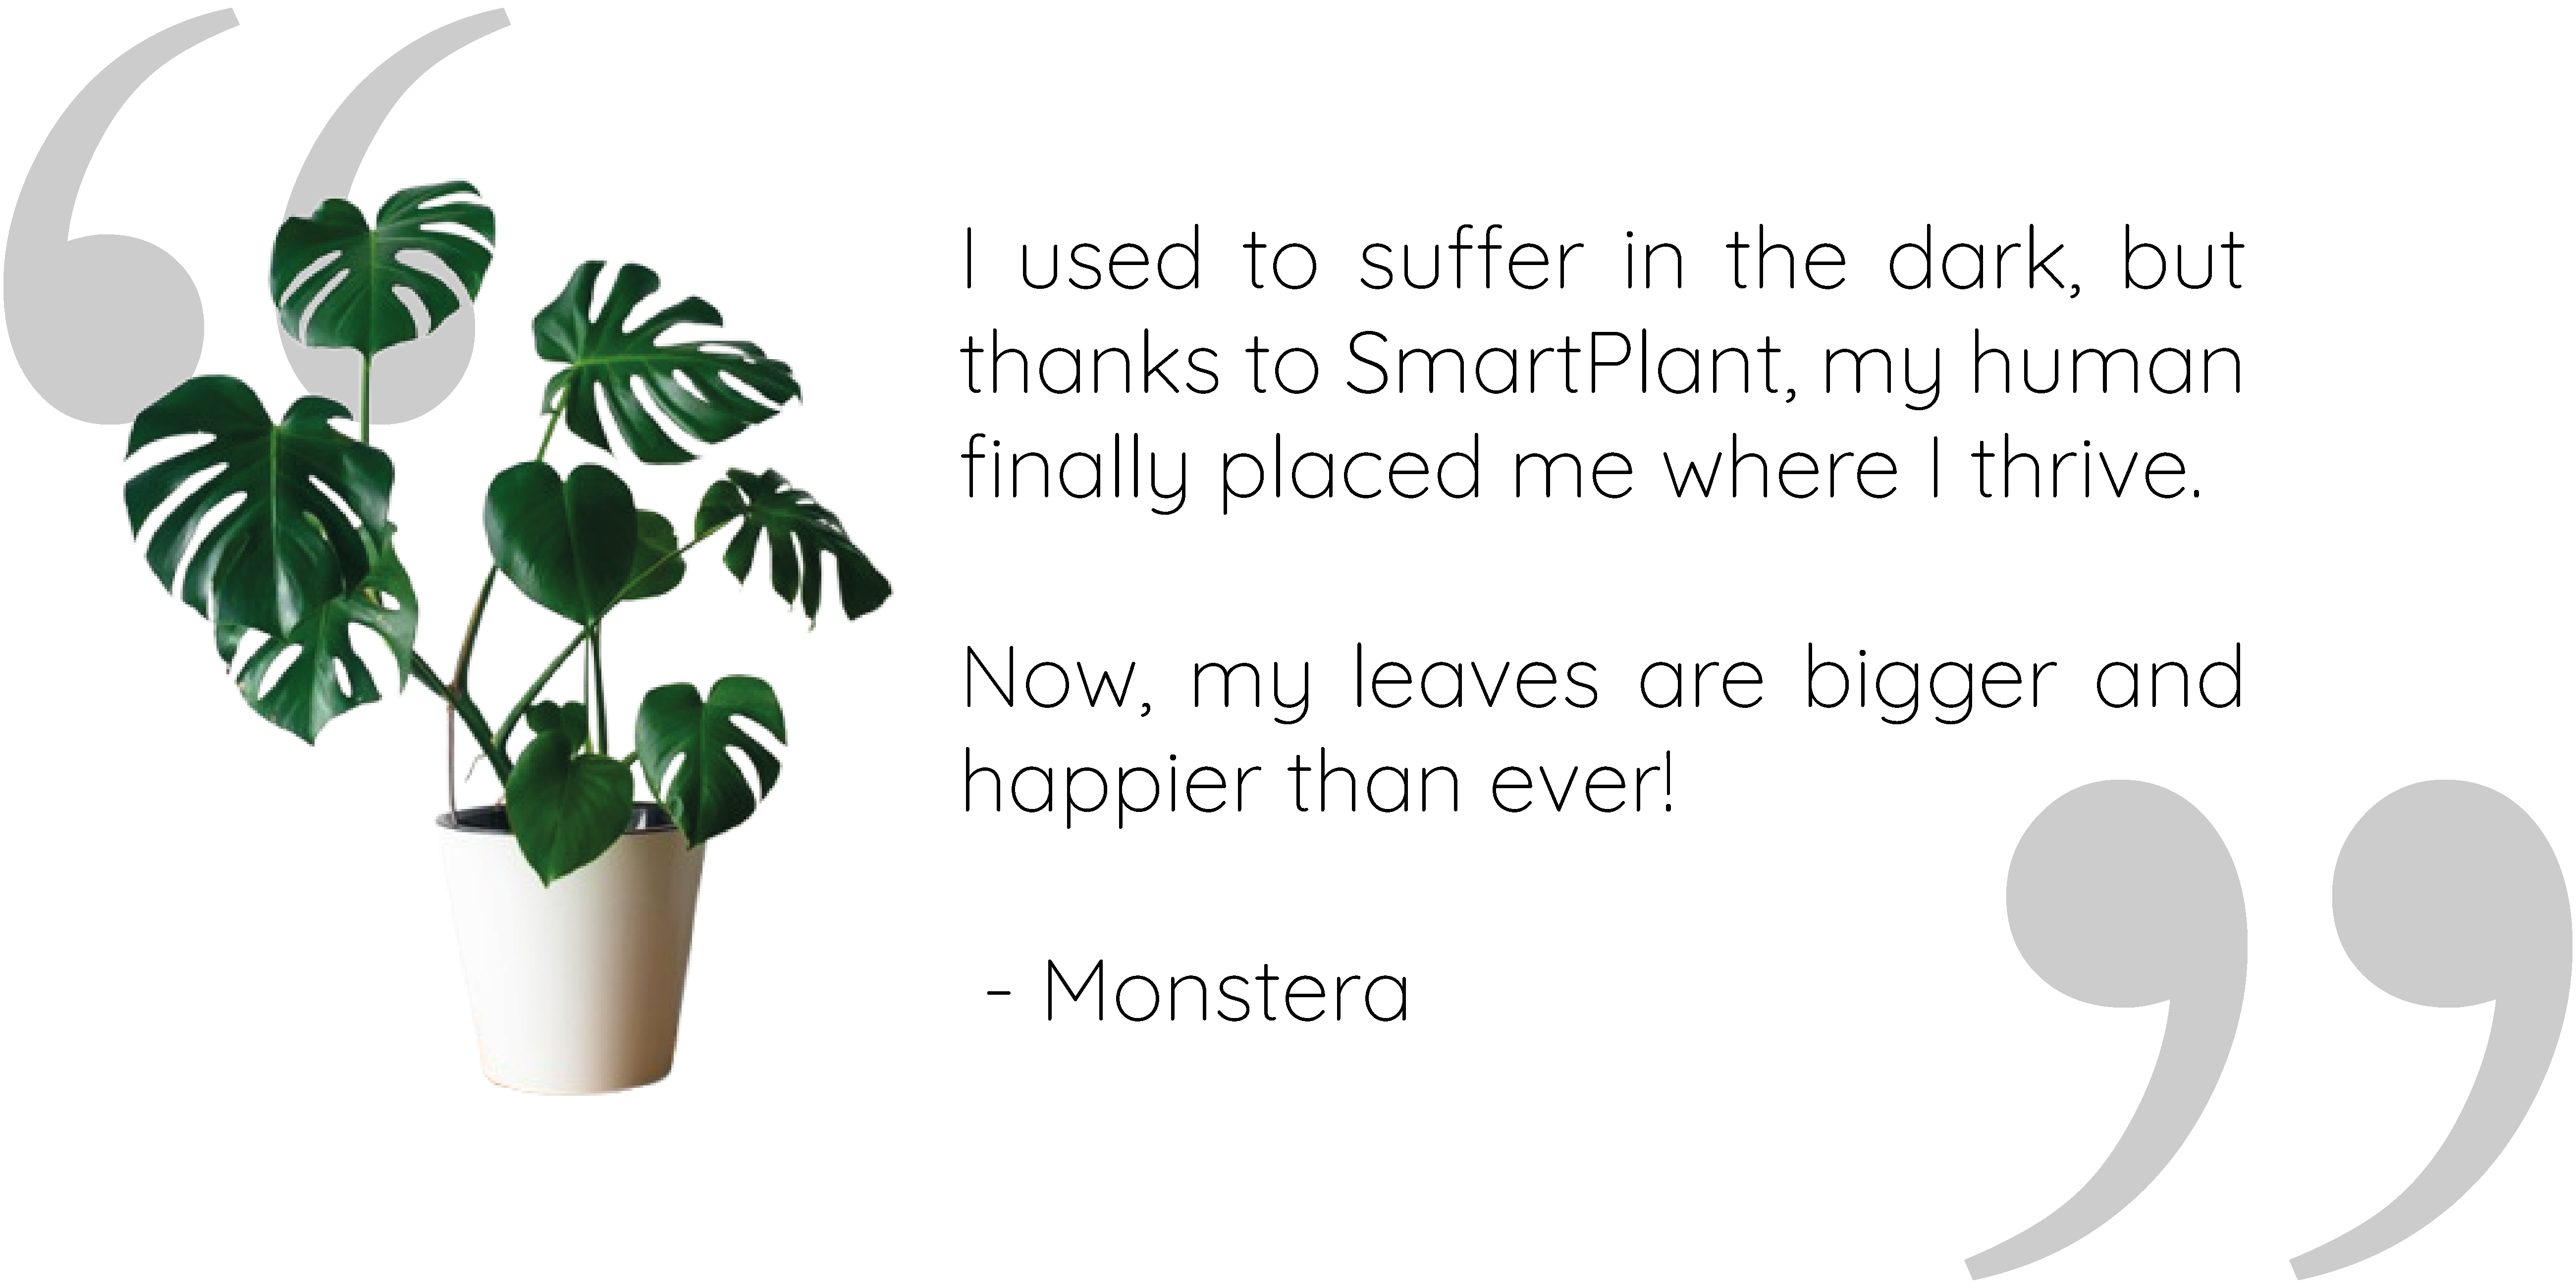 I used to suffer in the dark, but
thanks to SmartPlant, my human
finally placed me where I thrive.
Now, my leaves are bigger and
happier than ever!
- Monstera